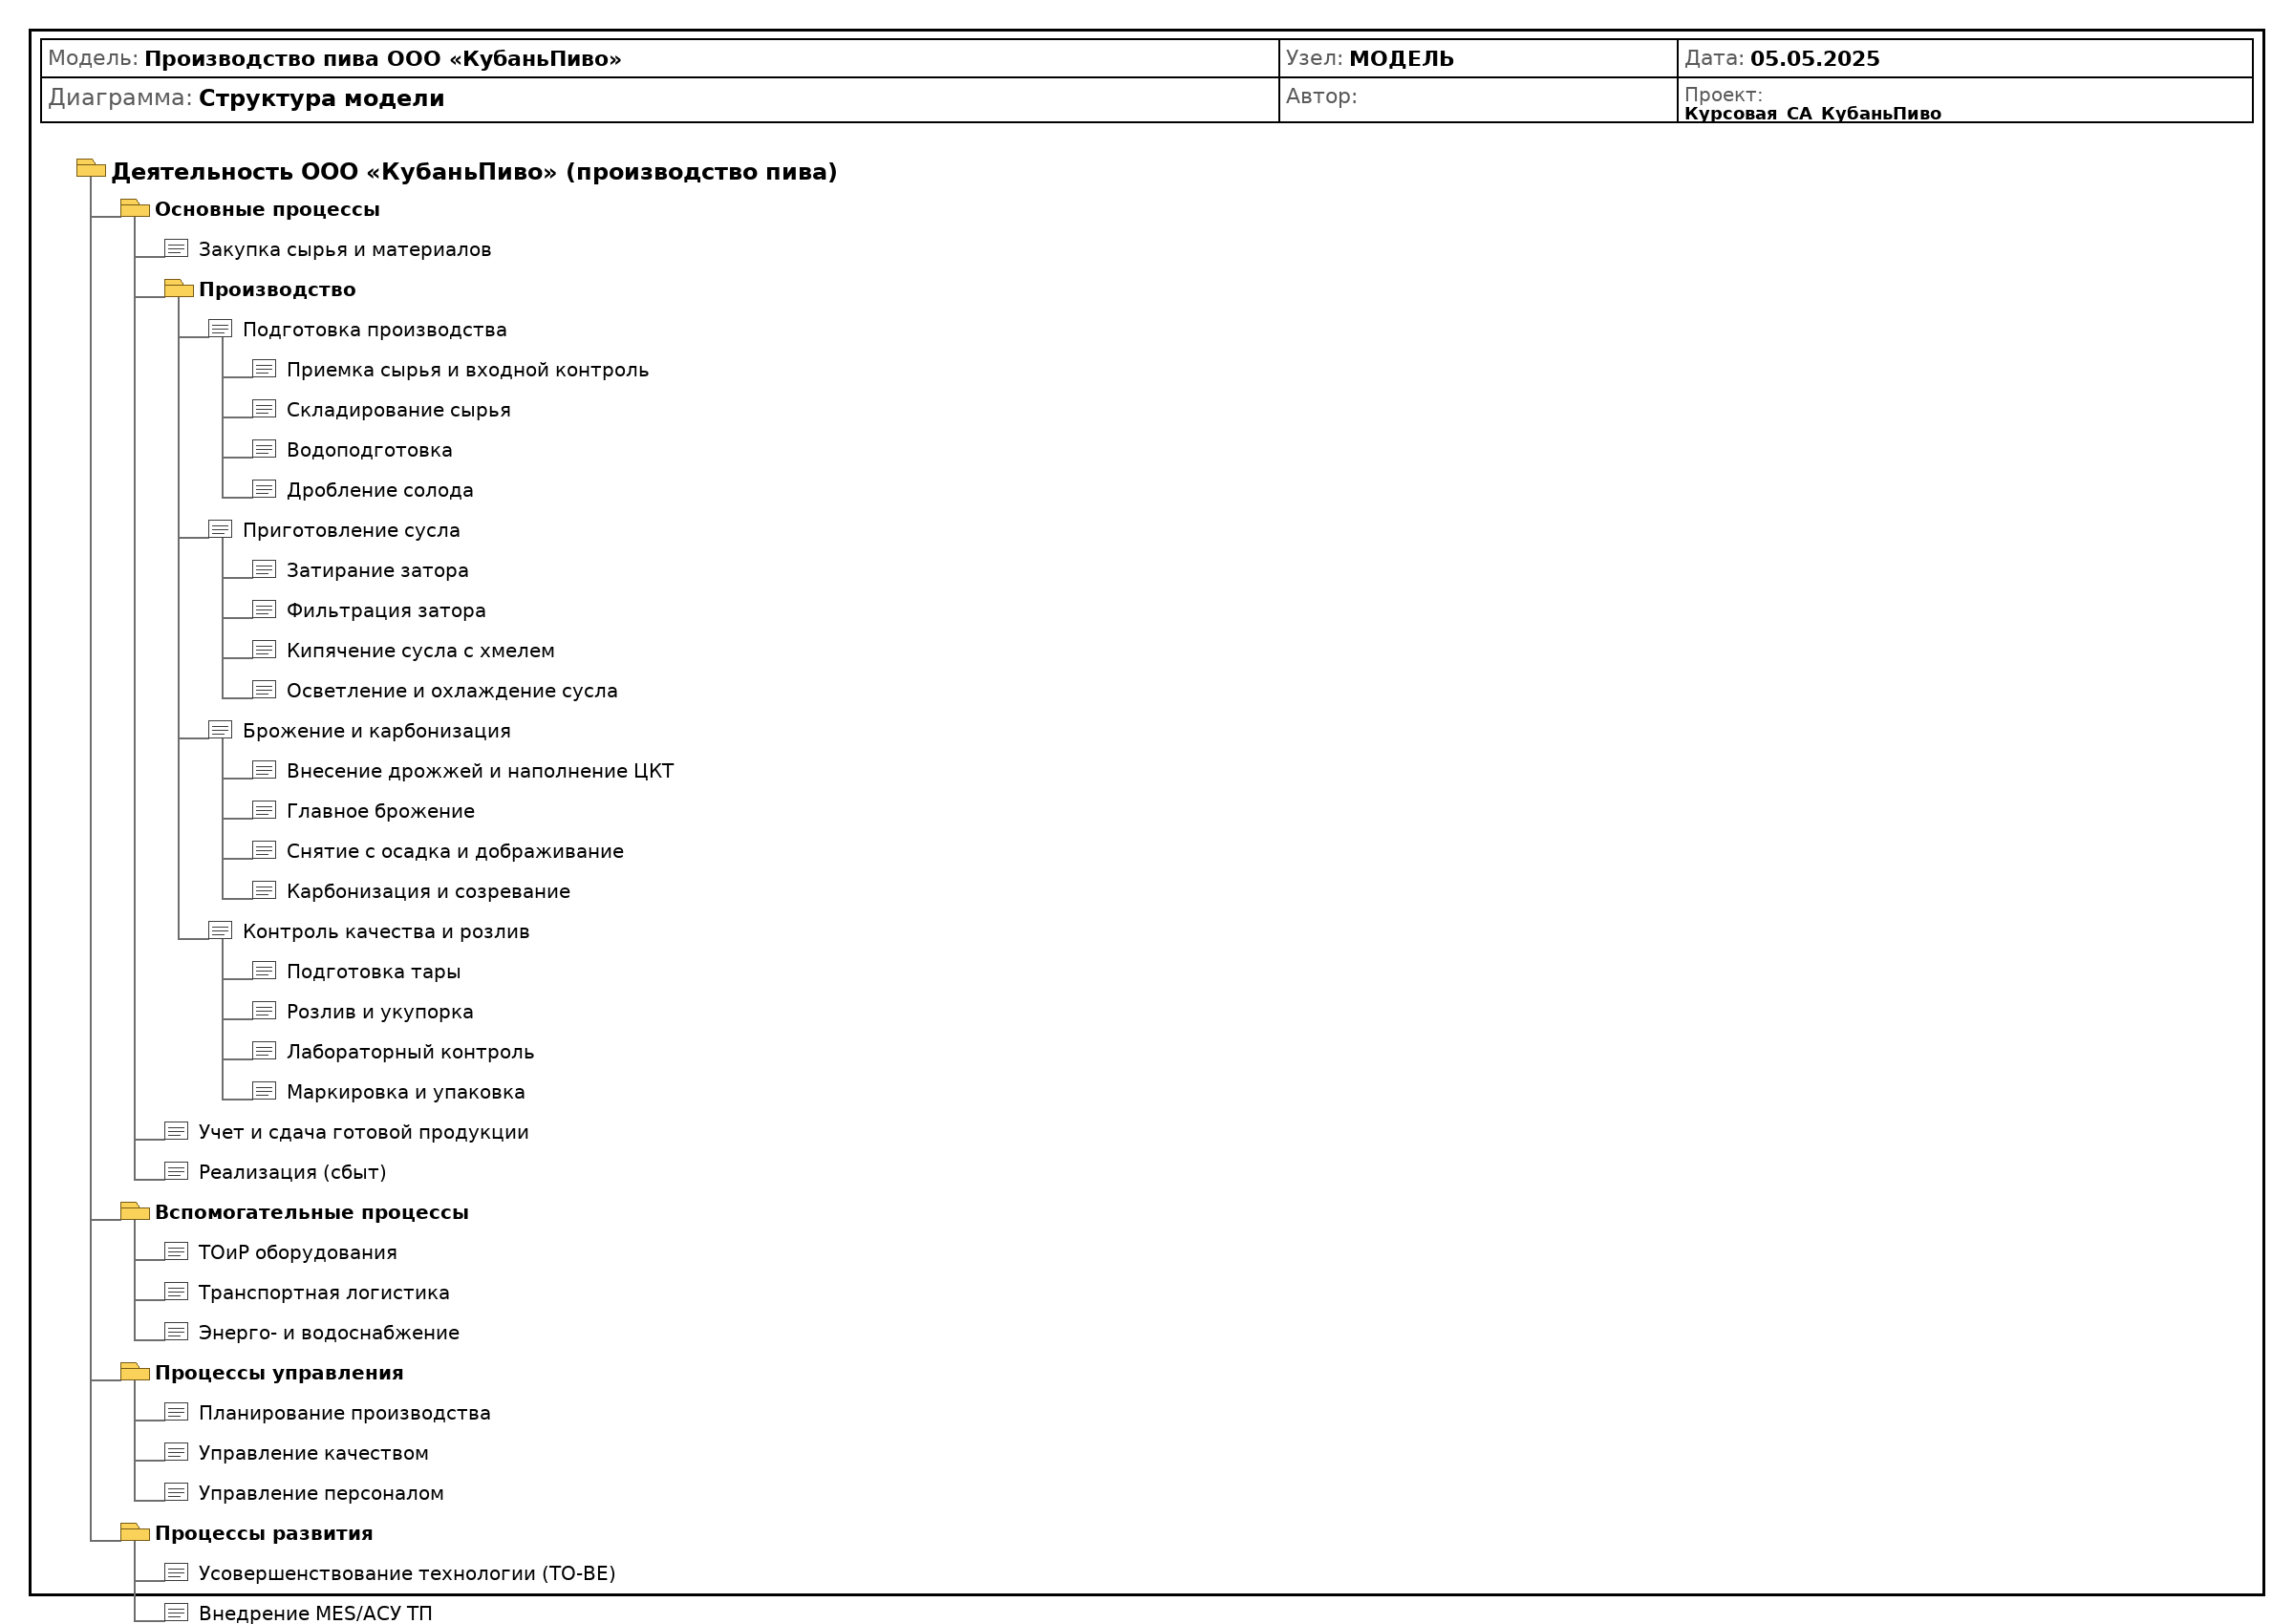 Модель: Производство пива ООО «КубаньПиво»
Узел: МОДЕЛЬ
Дата: 05.05.2025
Диаграмма: Структура модели
Автор:
Проект:
Курсовая_СА_КубаньПиво
Деятельность ООО «КубаньПиво» (производство пива)
Основные процессы
Закупка сырья и материалов
Производство
Подготовка производства
Приемка сырья и входной контроль
Складирование сырья
Водоподготовка
Дробление солода
Приготовление сусла
Затирание затора
Фильтрация затора
Кипячение сусла с хмелем
Осветление и охлаждение сусла
Брожение и карбонизация
Внесение дрожжей и наполнение ЦКТ
Главное брожение
Снятие с осадка и дображивание
Карбонизация и созревание
Контроль качества и розлив
Подготовка тары
Розлив и укупорка
Лабораторный контроль
Маркировка и упаковка
Учет и сдача готовой продукции
Реализация (сбыт)
Вспомогательные процессы
ТОиР оборудования
Транспортная логистика
Энерго- и водоснабжение
Процессы управления
Планирование производства
Управление качеством
Управление персоналом
Процессы развития
Усовершенствование технологии (TO-BE)
Внедрение MES/АСУ ТП